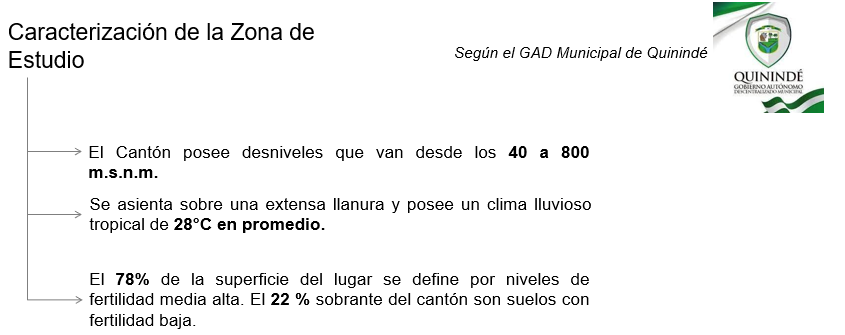 Caracterización de la Zona de
Estudio
Según el GAD Municipal de Quinindé
QUININDÉ
GOBIERNO AUTÓNOMO
DESCENTRALIZADO MUNICIPAL
El Cantón posee desniveles que van desde los 40 a 800
m.s.n.m.
Se asienta sobre una extensa llanura y posee un clima lluvioso
tropical de 28°C en promedio.
El 78% de la superficie del lugar se define por niveles de
fertilidad media alta. El 22 % sobrante del cantón son suelos con
fertilidad baja.